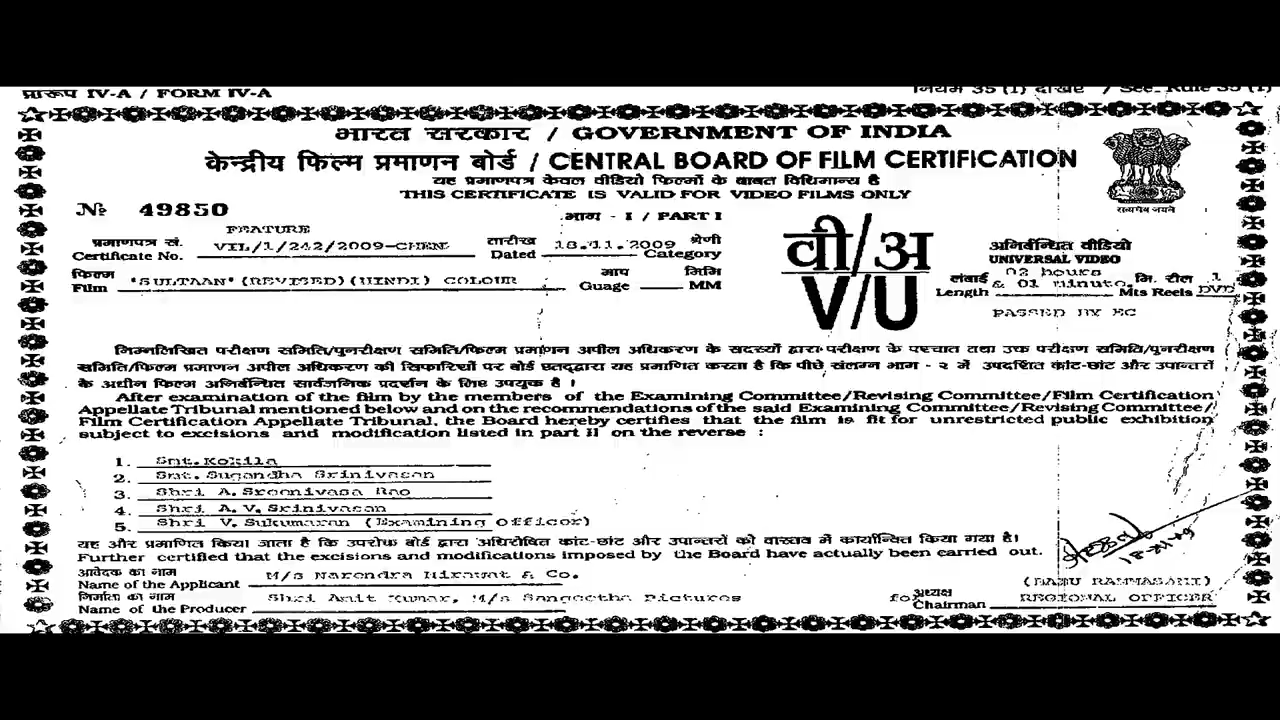 प्रारूप IV-A / FORM IV-A नियम 35 (1) देखिए / See. Rule 35 (1)
भारत सरकार / GOVERNMENT OF INDIA
केन्द्रीय फिल्म प्रमाणन बोर्ड / CENTRAL BOARD OF FILM CERTIFICATION
यह प्रमाणपत्र केवल वीडियो फिल्मों के बाबत विधिमान्य है
THIS CERTIFICATE IS VALID FOR VIDEO FILMS ONLY
सत्यमेव जयते
№ 49850
भाग - I / PART I
FEATURE
प्रमाणपत्र सं. VIL/1/242/2009-CHEN तारीख 18.11.2009 श्रेणी
Certificate No. Dated Category
वी/अ
V/U
अनिर्बन्धित वीडियो
UNIVERSAL VIDEO
फिल्म 'SULTAAN' (REVISED) (HINDI) COLOUR माप मिमि
Film Guage MM
लंबाई 02 hours & 01 minute. मि. रील 1
Length Mts Reels DVD
PASSED BY EC
निम्नलिखित परीक्षण समिति/पुनरीक्षण समिति/फिल्म प्रमाणन अपील अधिकरण के सदस्यों द्वारा परीक्षण के पश्चात तथा उक्त परीक्षण समिति/पुनरीक्षण
समिति/फिल्म प्रमाणन अपील अधिकरण की सिफारिशों पर बोर्ड एतद्द्वारा यह प्रमाणित करता है कि पीछे संलग्न भाग - २ में उपदर्शित कांट-छांट और उपान्तरों
के अधीन फिल्म अनिर्बन्धित सार्वजनिक प्रदर्शन के लिए उपयुक्त है ।
After examination of the film by the members of the Examining Committee/Revising Committee/Film Certification
Appellate Tribunal mentioned below and on the recommendations of the said Examining Committee/Revising Committee/
Film Certification Appellate Tribunal, the Board hereby certifies that the film is fit for unrestricted public exhibition
subject to excisions and modification listed in part II on the reverse :
1. Smt. Kokila
2. Smt. Sugandha Srinivasan
3. Shri A. Sreenivasa Rao
4. Shri A. V. Srinivasan
5. Shri V. Sukumaran (Examining Officer)
यह और प्रमाणित किया जाता है कि उपरोक्त बोर्ड द्वारा अधिरोपित कांट-छांट और उपान्तरों को वास्तव में कार्यान्वित किया गया है।
Further certified that the excisions and modifications imposed by the Board have actually been carried out.
18-11-09
आवेदक का नाम M/s Narendra Hirawat & Co.
Name of the Applicant
निर्माता का नाम Shri Amit Kumar, M/s Sangeetha Pictures
Name of the Producer
for अध्यक्ष
Chairman REGIONAL OFFICER